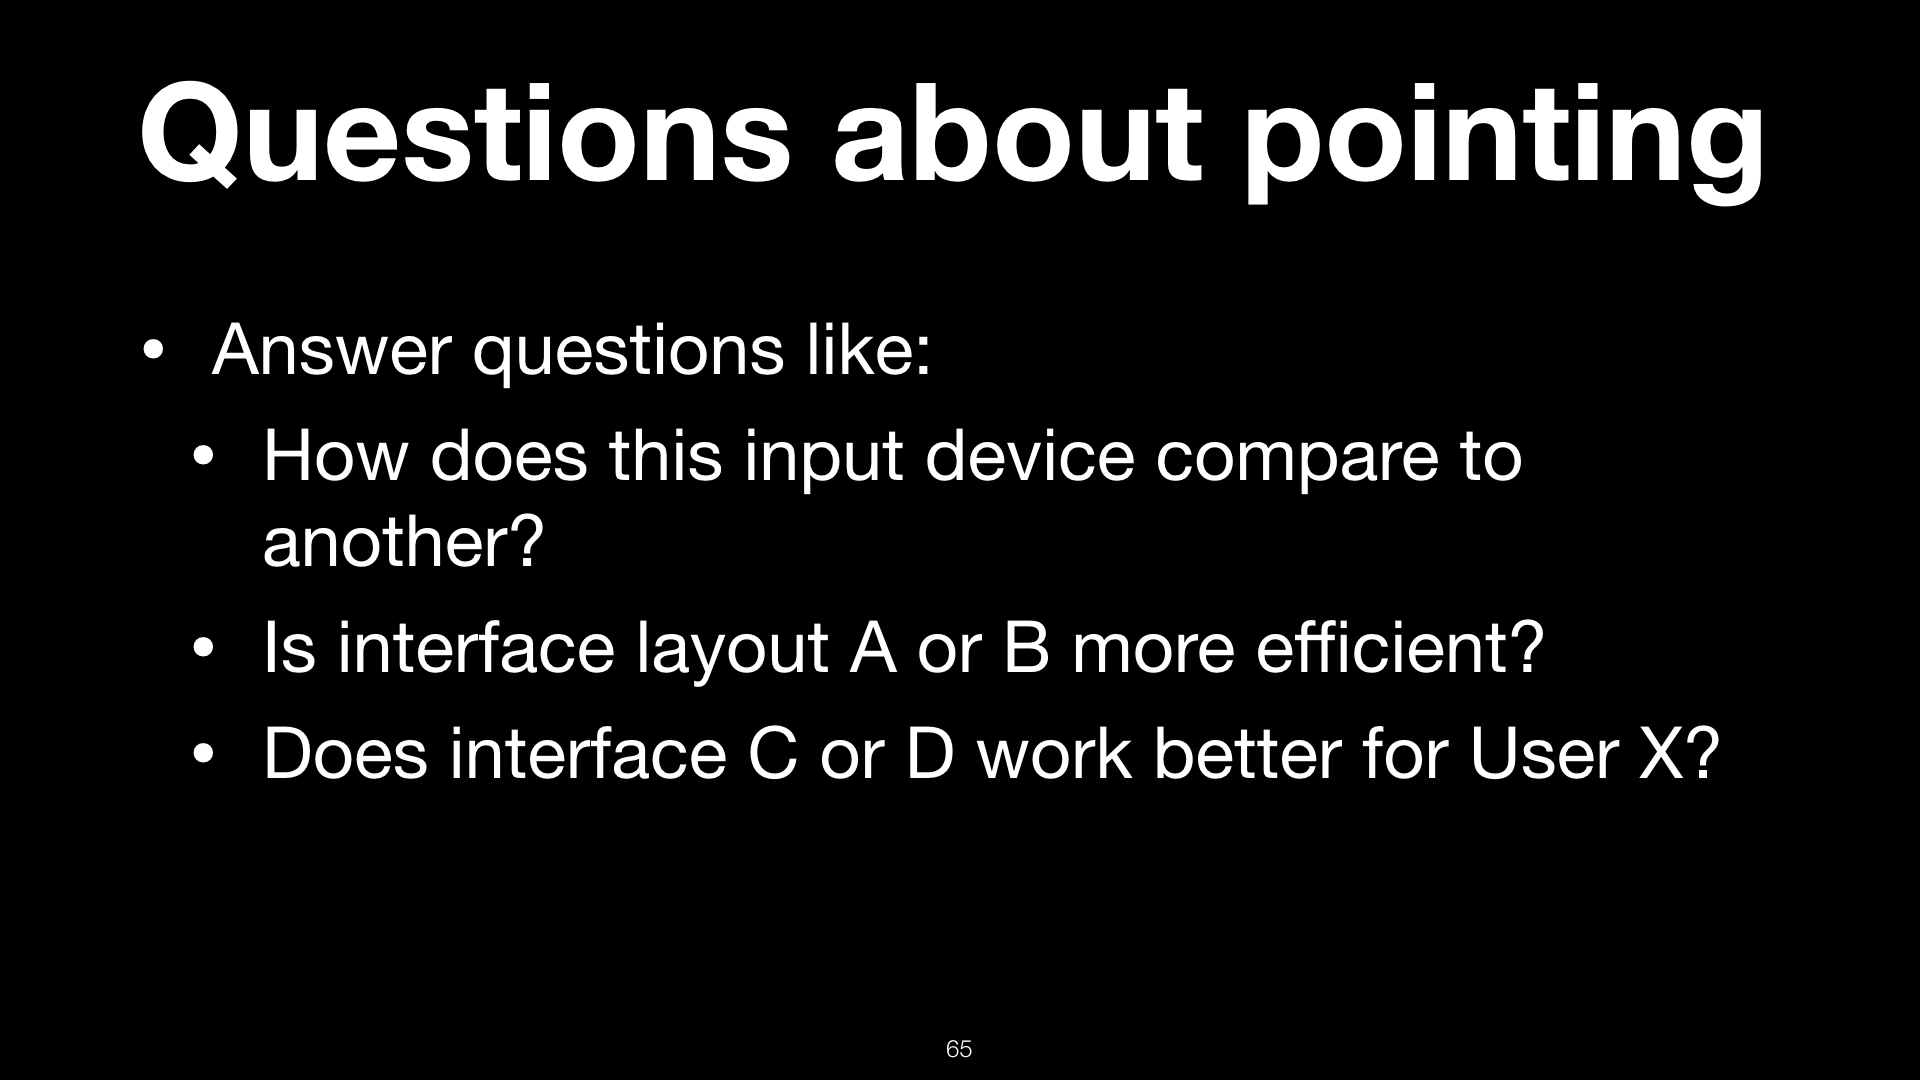 Questions about pointing
• Answer questions like:
• How does this input device compare to
another?
• Is interface layout A or B more efficient?
• Does interface C or D work better for User X?
65